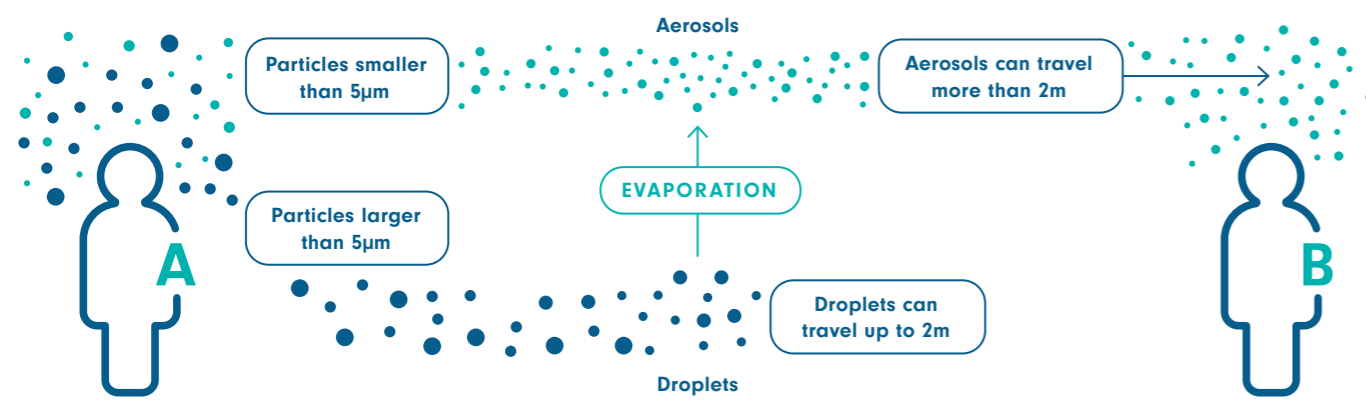 Aerosols
Particles smaller
than 5µm
Aerosols can travel
more than 2m
EVAPORATION
Particles larger
than 5µm
A
B
Droplets can
travel up to 2m
Droplets